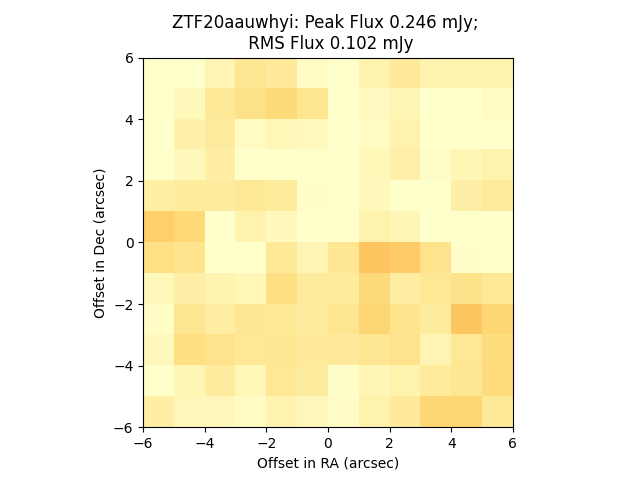 ZTF20aauwhyi: Peak Flux 0.246 mJy;
RMS Flux 0.102 mJy
6
4
2
0
−2
−4
−6
Offset in Dec (arcsec)
−6 −4 −2 0 2 4 6
Offset in RA (arcsec)